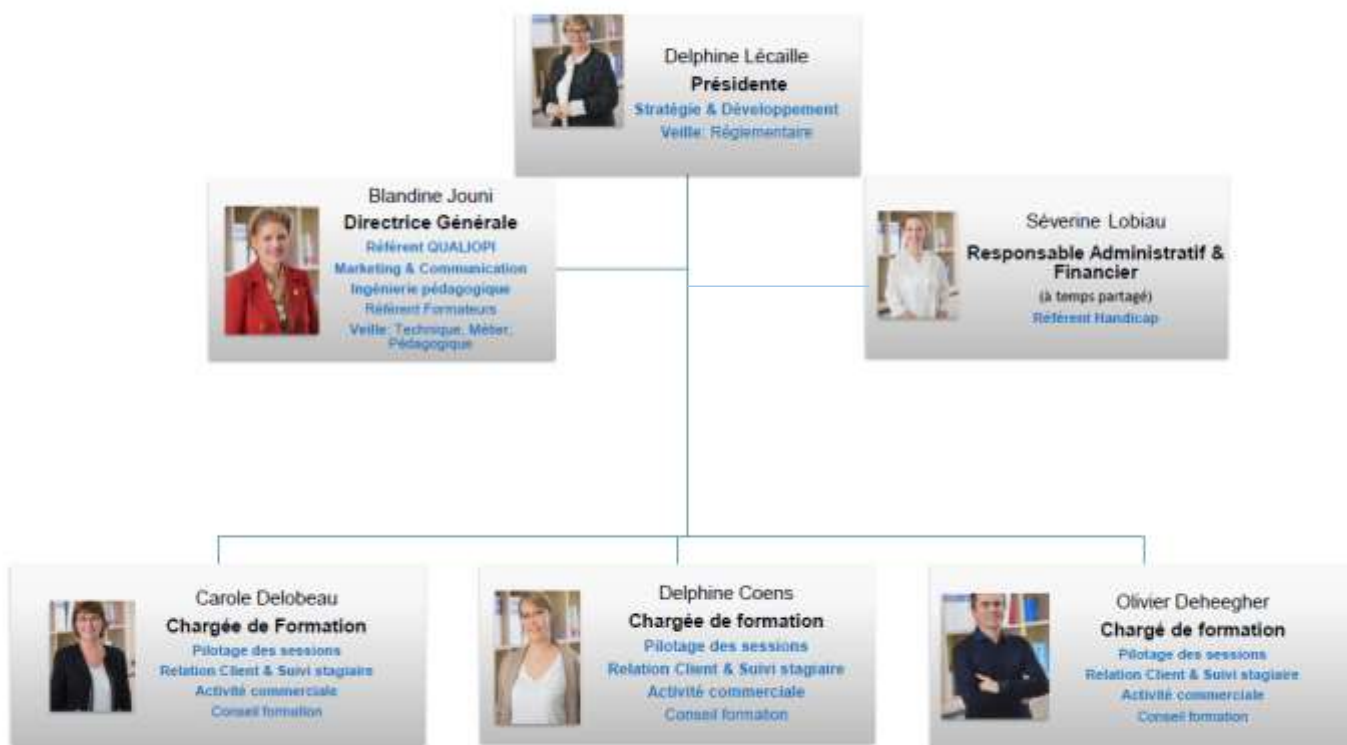 Delphine Lécaille
Présidente
Stratégie & Développement
Veille: Réglementaire
Blandine Jouni
Directrice Générale
Référent QUALIOPI
Marketing & Communication
Ingénierie pédagogique
Référent Formateurs
Veille: Technique, Métier,
Pédagogique
Séverine Lobiau
Responsable Administratif &
Financier
(à temps partagé)
Référent Handicap
Carole Delobeau
Chargée de Formation
Pilotage des sessions
Relation Client & Suivi stagiaire
Activité commerciale
Conseil formation
Delphine Coens
Chargée de formation
Pilotage des sessions
Relation Client & Suivi stagiaire
Activité commerciale
Conseil formation
Olivier Deheegher
Chargé de formation
Pilotage des sessions
Relation Client & Suivi stagiaire
Activité commerciale
Conseil formation